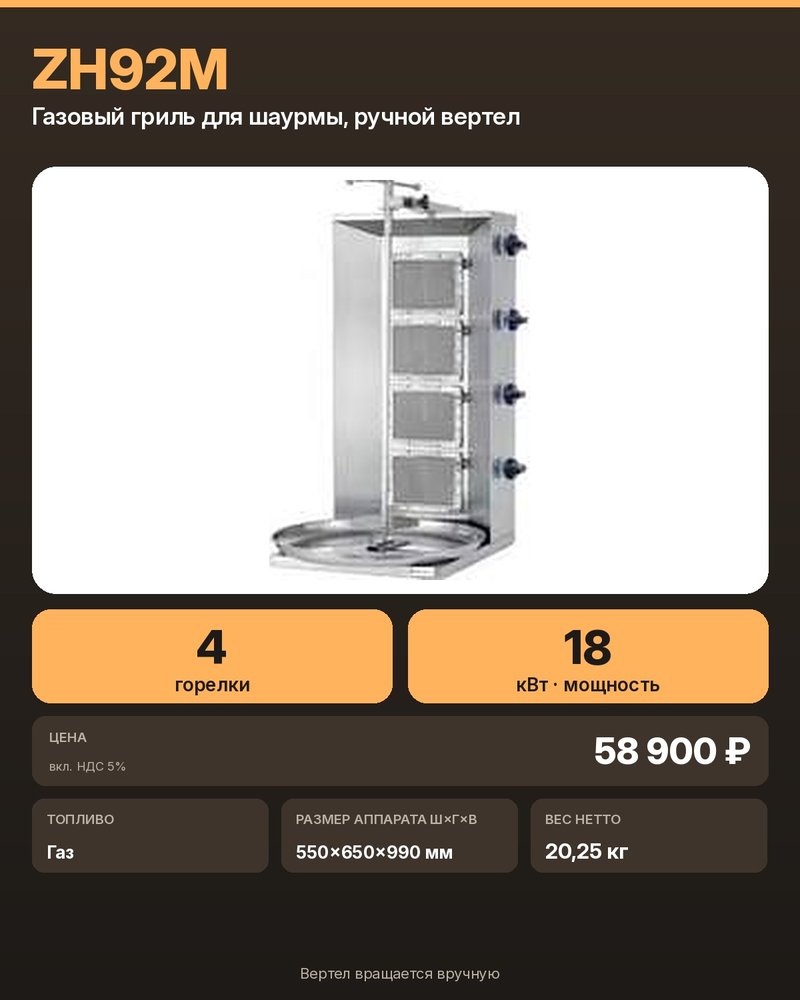 ZH92M
Газовый гриль для шаурмы, ручной вертел
4
горелки
18
кВт · мощность
ЦЕНА
вкл. НДС 5%
58 900 ₽
ТОПЛИВО
Газ
РАЗМЕР АППАРАТА Ш×Г×В
550×650×990 мм
ВЕС НЕТТО
20,25 кг
Вертел вращается вручную